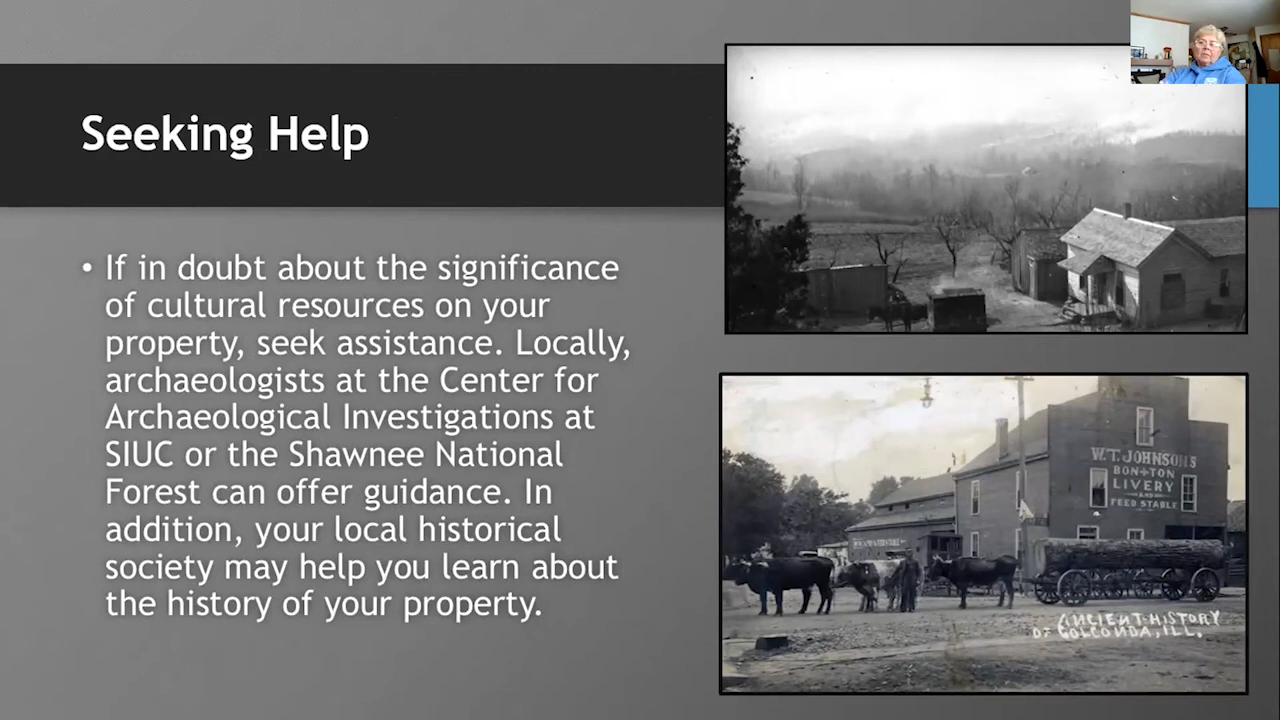 Seeking Help
• If in doubt about the significance
of cultural resources on your
property, seek assistance. Locally,
archaeologists at the Center for
Archaeological Investigations at
SIUC or the Shawnee National
Forest can offer guidance. In
addition, your local historical
society may help you learn about
the history of your property.
W.T. JOHNSON'S
BON+TON
LIVERY
AND
FEED STABLE
ANCIENT HISTORY
OF GOLCONDA, ILL.